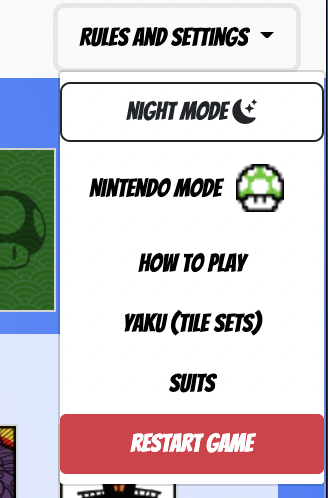 RULES AND SETTINGS
NIGHT MODE
NINTENDO MODE
HOW TO PLAY
YAKU (TILE SETS)
SUITS
RESTART GAME